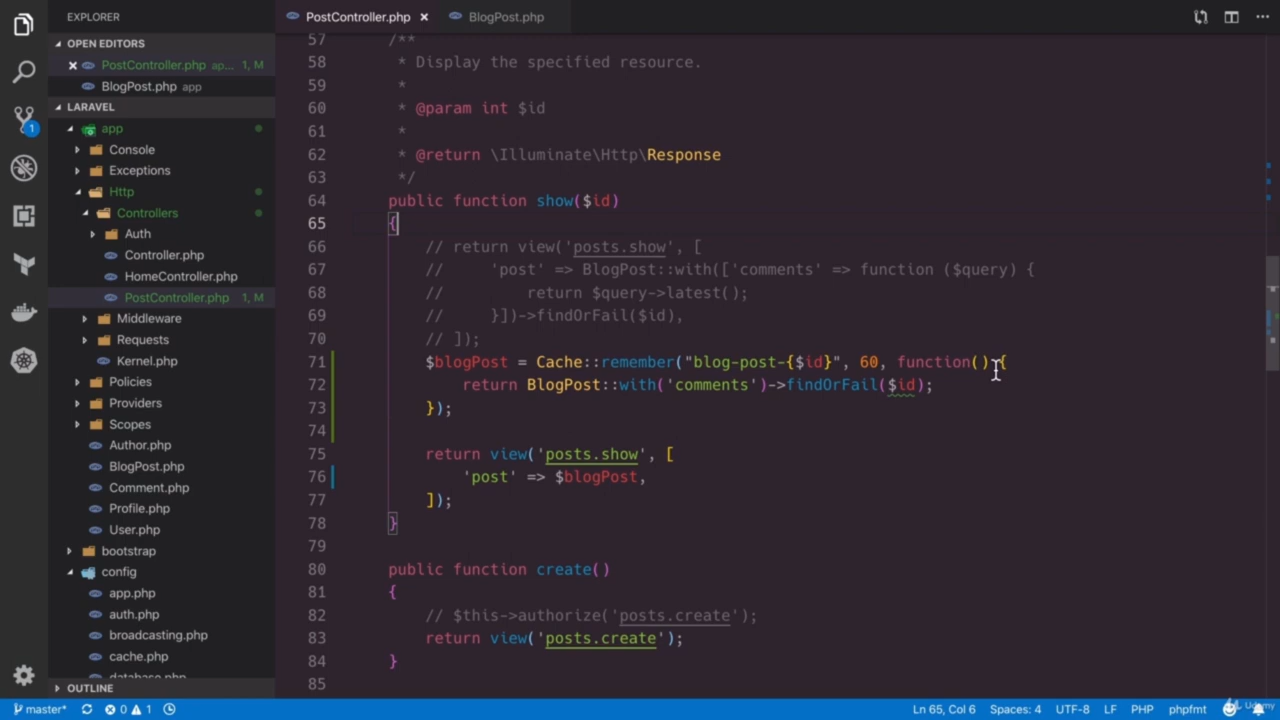 EXPLORER
PostController.php
BlogPost.php
OPEN EDITORS
PostController.php ap... 1, M
BlogPost.php app
LARAVEL
app
Console
Exceptions
Http
Controllers
Auth
Controller.php
HomeController.php
PostController.php 1, M
Middleware
Requests
Kernel.php
Policies
Providers
Scopes
Author.php
BlogPost.php
Comment.php
Profile.php
User.php
bootstrap
config
app.php
auth.php
broadcasting.php
cache.php
database.php
OUTLINE
1
57 /**
58 * Display the specified resource.
59 *
60 * @param int $id
61 *
62 * @return \Illuminate\Http\Response
63 */
64 public function show($id)
65 {
66 // return view('posts.show', [
67 // 'post' => BlogPost::with(['comments' => function ($query) {
68 // return $query->latest();
69 // }])->findOrFail($id),
70 // ]);
71 $blogPost = Cache::remember("blog-post-{$id}", 60, function() {
72 return BlogPost::with('comments')->findOrFail($id);
73 });
74
75 return view('posts.show', [
76 'post' => $blogPost,
77 ]);
78 }
79
80 public function create()
81 {
82 // $this->authorize('posts.create');
83 return view('posts.create');
84 }
85
master* 0 1 Ln 65, Col 6 Spaces: 4 UTF-8 LF PHP phpfmt
Udemy